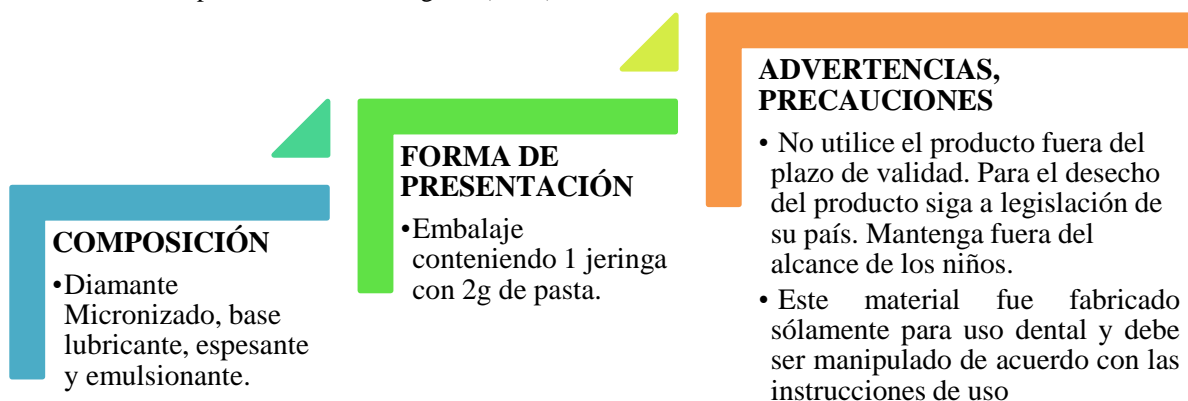 COMPOSICIÓN
•Diamante
Micronizado, base
lubricante, espesante
y emulsionante.
FORMA DE
PRESENTACIÓN
•Embalaje
conteniendo 1 jeringa
con 2g de pasta.
ADVERTENCIAS,
PRECAUCIONES
• No utilice el producto fuera del
plazo de validad. Para el desecho
del producto siga a legislación de
su país. Mantenga fuera del
alcance de los niños.
• Este material fue fabricado
sólamente para uso dental y debe
ser manipulado de acuerdo con las
instrucciones de uso